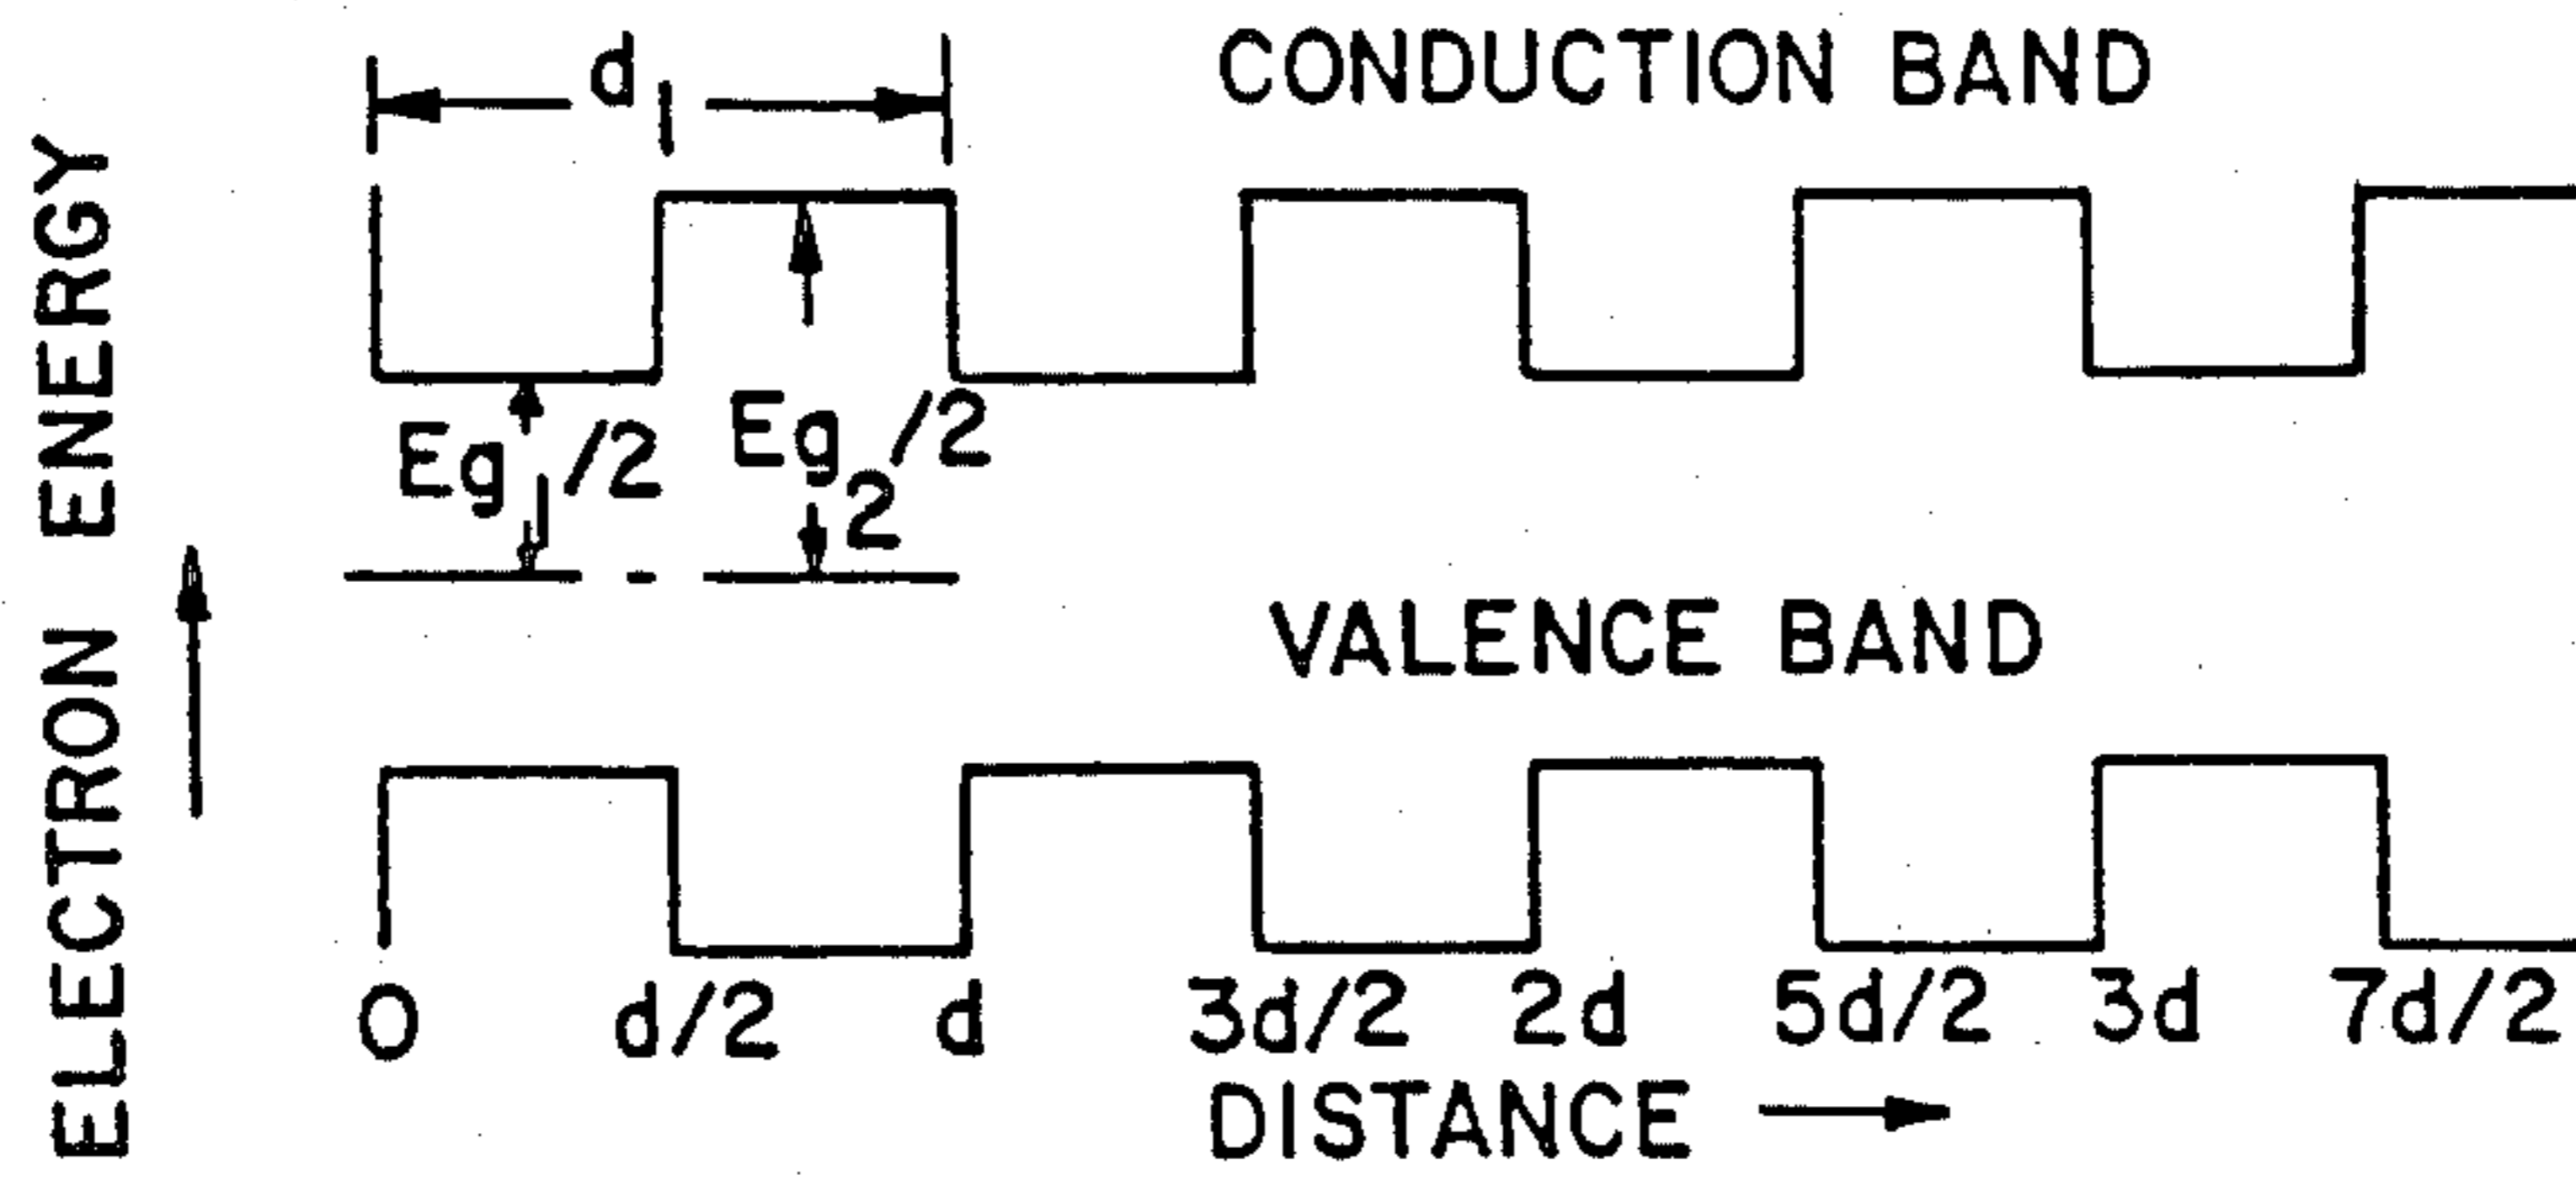 d₁
CONDUCTION BAND
ELECTRON ENERGY
Eg₁/2
Eg₂/2
VALENCE BAND
0 d/2 d 3d/2 2d 5d/2 3d 7d/2
DISTANCE